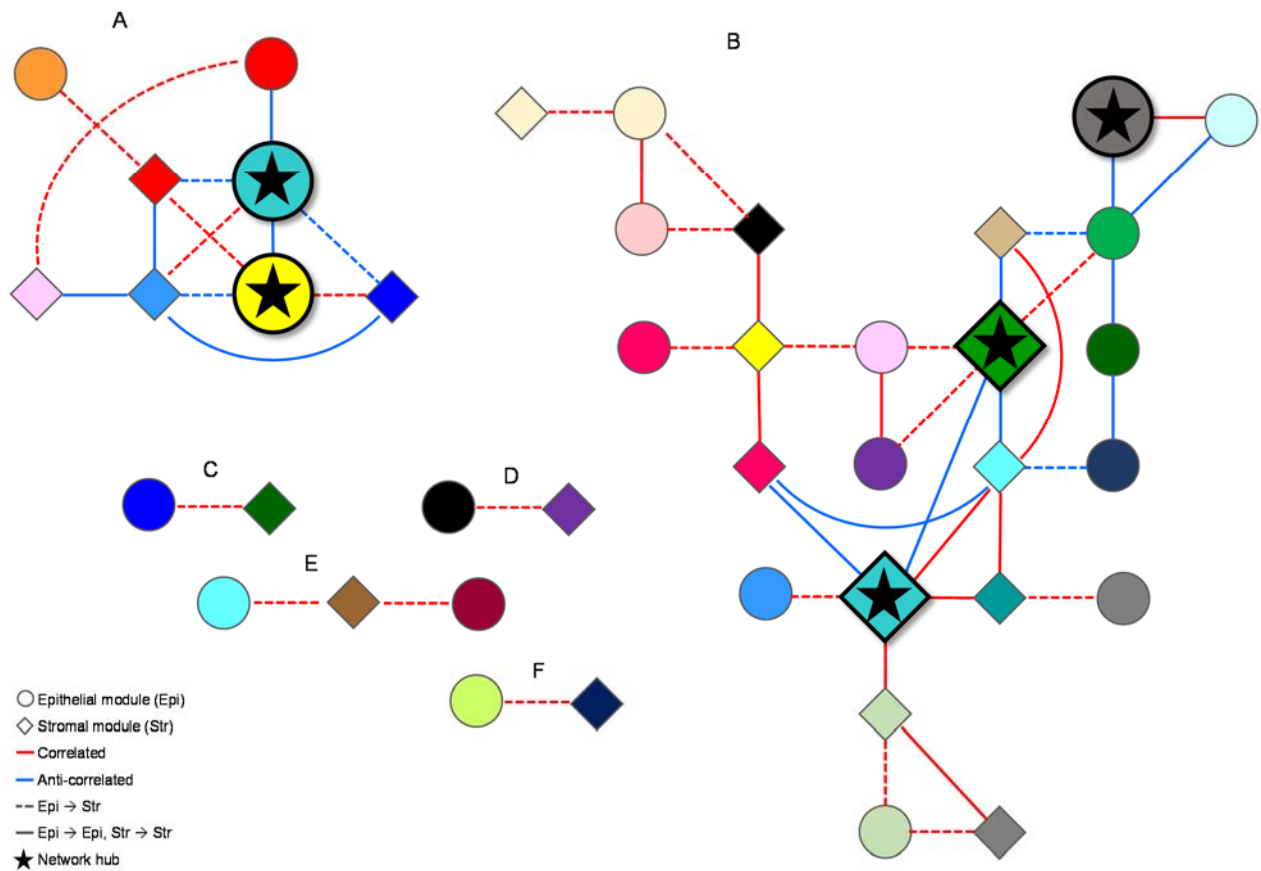 A
B
C
D
E
F
Epithelial module (Epi)
Stromal module (Str)
Correlated
Anti-correlated
Epi → Str
Epi → Epi, Str → Str
Network hub